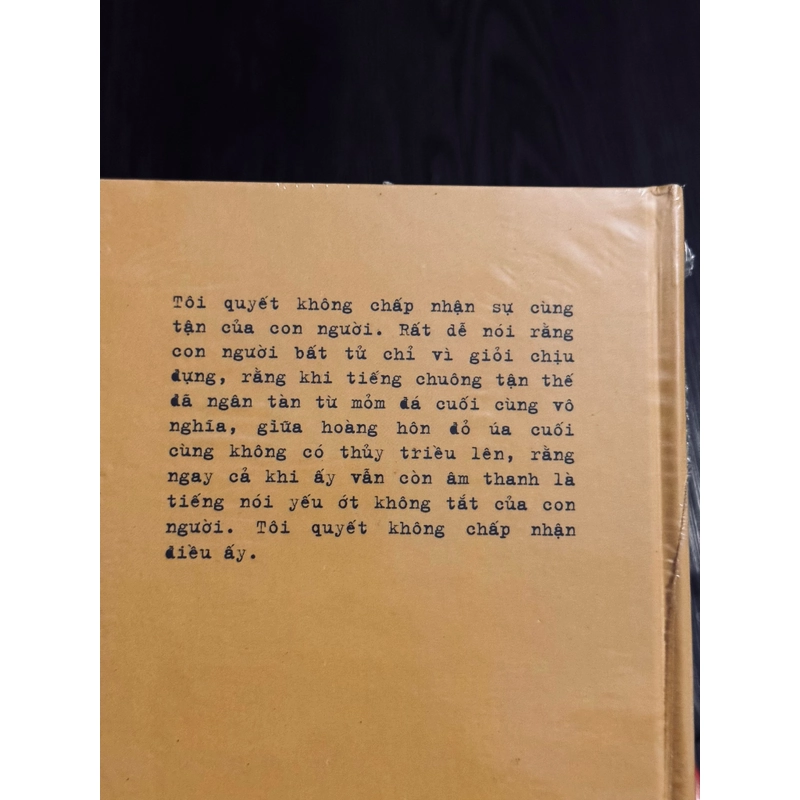 Tôi quyết không chấp nhận sự cùng
tận của con người. Rất dễ nói rằng
con người bất tử chỉ vì giỏi chịu
đựng, rằng khi tiếng chuông tận thế
đã ngân tàn từ mỏm đá cuối cùng vô
nghĩa, giữa hoàng hôn đỏ úa cuối
cùng không có thủy triều lên, rằng
ngay cả khi ấy vẫn còn âm thanh là
tiếng nói yếu ớt không tắt của con
người. Tôi quyết không chấp nhận
điều ấy.